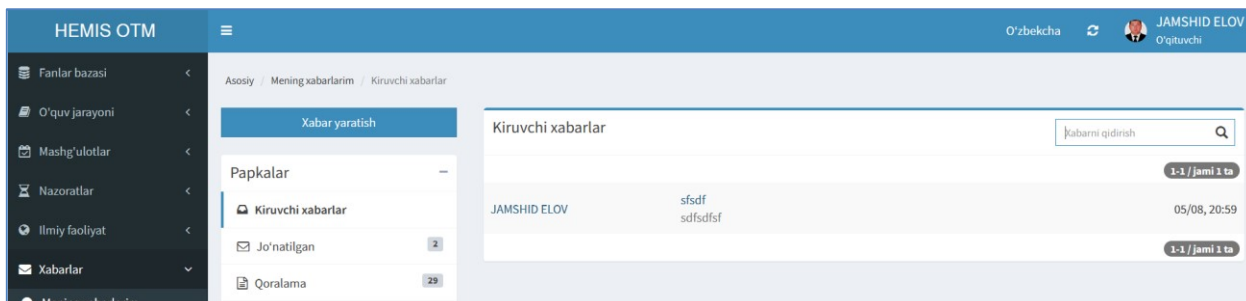 HEMIS OTM
O'zbekcha
JAMSHID ELOV
O'qituvchi
Fanlar bazasi
O'quv jarayoni
Mashg'ulotlar
Nazoratlar
Ilmiy faoliyat
Xabarlar
Asosiy / Mening xabarlarim / Kiruvchi xabarlar
Xabar yaratish
Papkalar
Kiruvchi xabarlar
Jo'natilgan 2
Qoralama 29
Kiruvchi xabarlar
Xabarni qidirish
1-1 / jami 1 ta
JAMSHID ELOV
sfsdf
sdfsdfsf
05/08, 20:59
1-1 / jami 1 ta